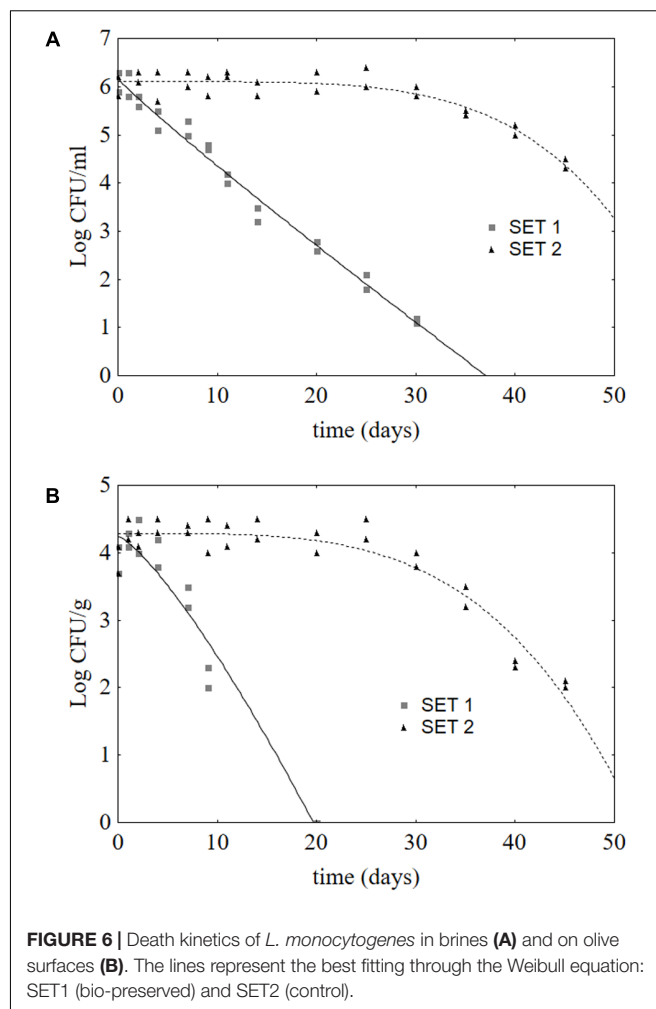 A
7
6
5
4
3
2
1
0
Log CFU/ml
SET 1
SET 2
0 10 20 30 40 50
time (days)
B
5
4
3
2
1
0
Log CFU/g
SET 1
SET 2
0 10 20 30 40 50
time (days)
FIGURE 6 | Death kinetics of L. monocytogenes in brines (A) and on olive
surfaces (B). The lines represent the best fitting through the Weibull equation:
SET1 (bio-preserved) and SET2 (control).